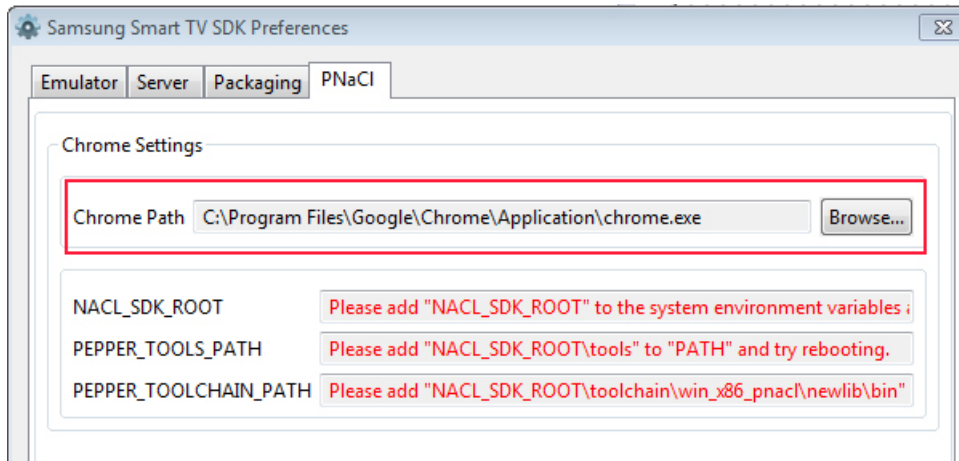 Samsung Smart TV SDK Preferences
Emulator Server Packaging PNaCl
Chrome Settings
Chrome Path C:\Program Files\Google\Chrome\Application\chrome.exe Browse...
NACL_SDK_ROOT Please add "NACL_SDK_ROOT" to the system environment variables
PEPPER_TOOLS_PATH Please add "NACL_SDK_ROOT\tools" to "PATH" and try rebooting.
PEPPER_TOOLCHAIN_PATH Please add "NACL_SDK_ROOT\toolchain\win_x86_pnacl\newlib\bin"